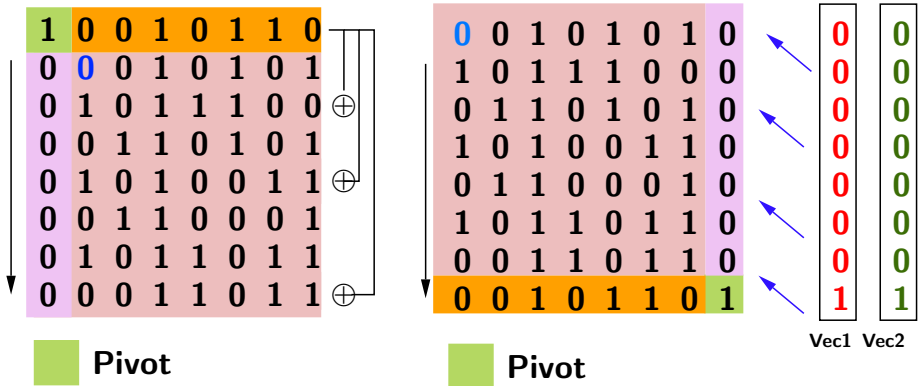 1 0 0 1 0 1 1 0
0 0 0 1 0 1 0 1
0 1 0 1 1 1 0 0 ⊕
0 0 1 1 0 1 0 1
0 1 0 1 0 0 1 1 ⊕
0 0 1 1 0 0 0 1
0 1 0 1 1 0 1 1
0 0 0 1 1 0 1 1 ⊕
Pivot
0 0 1 0 1 0 1 0 0 0
1 0 1 1 1 0 0 0 0 0
0 1 1 0 1 0 1 0 0 0
1 0 1 0 0 1 1 0 0 0
0 1 1 0 0 0 1 0 0 0
1 0 1 1 0 1 1 0 0 0
0 0 1 1 0 1 1 0 0 0
0 0 1 0 1 1 0 1 1 1
Vec1 Vec2
Pivot